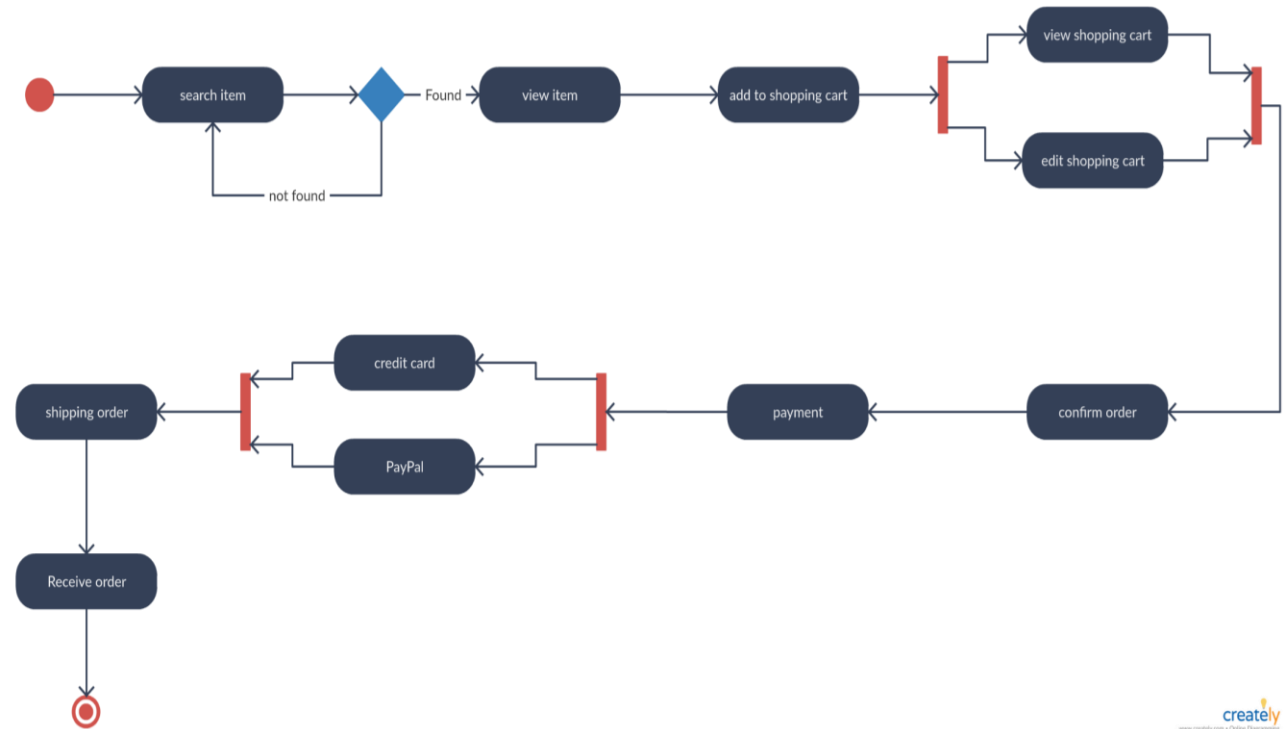 search item
Found
view item
add to shopping cart
view shopping cart
edit shopping cart
not found
credit card
shipping order
payment
confirm order
PayPal
Receive order
creately